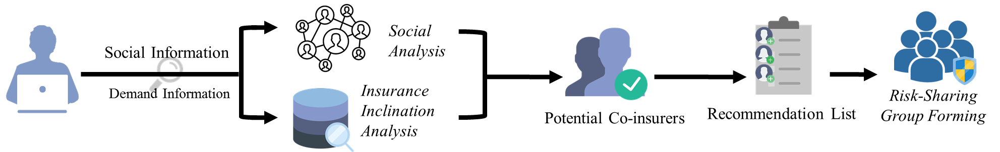 Social Information
Demand Information
Social
Analysis
Insurance
Inclination
Analysis
Potential Co-insurers
Recommendation List
Risk-Sharing
Group Forming